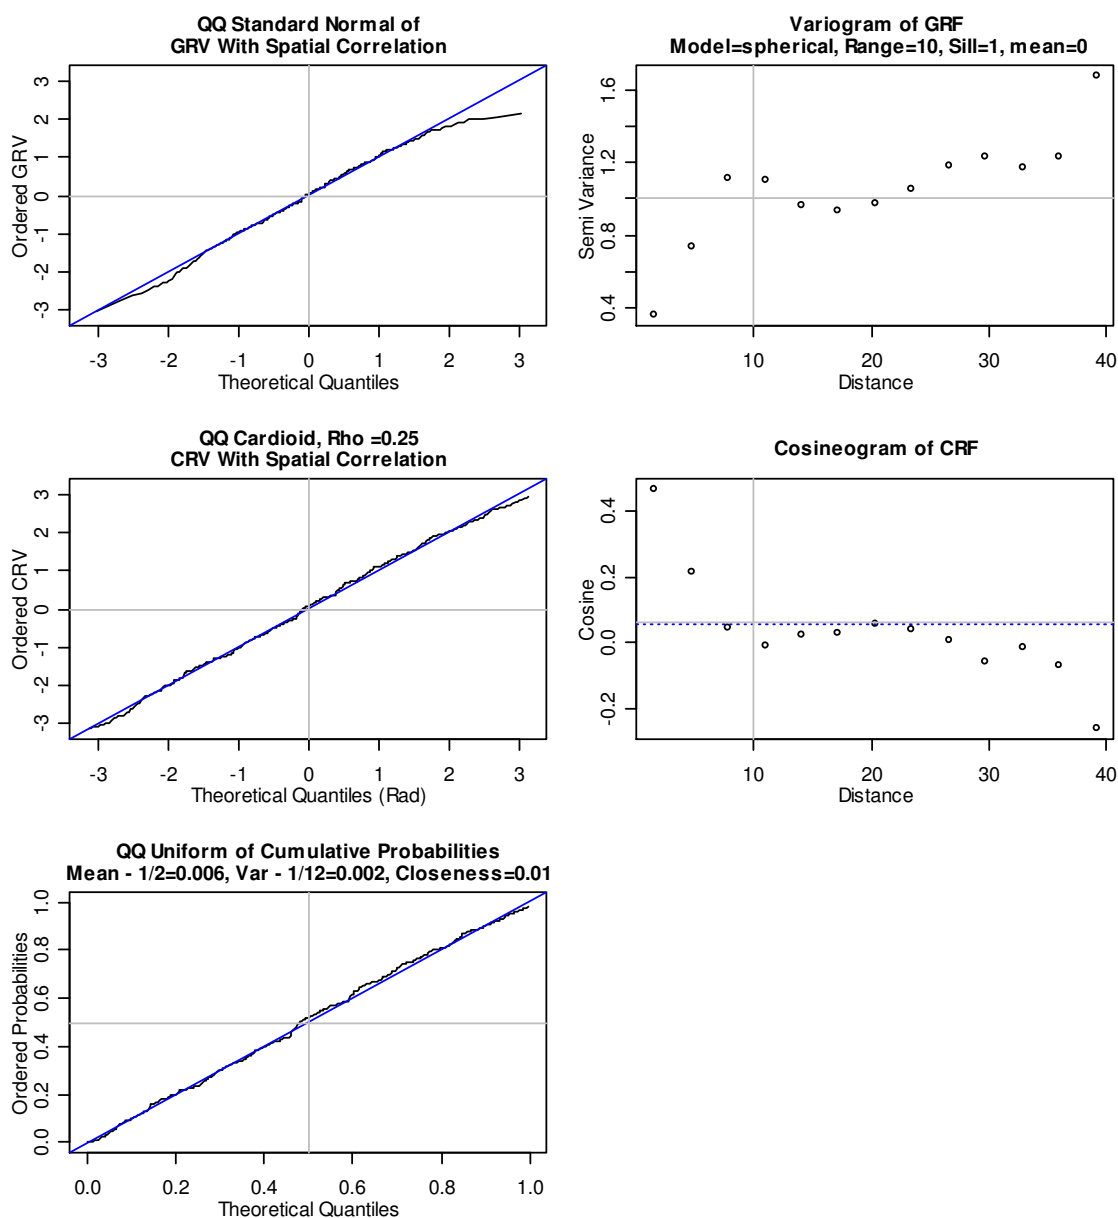 QQ Standard Normal of
GRV With Spatial Correlation
Ordered GRV
3
2
1
0
-1
-2
-3
-3 -2 -1 0 1 2 3
Theoretical Quantiles
Variogram of GRF
Model=spherical, Range=10, Sill=1, mean=0
Semi Variance
1.6
1.2
0.8
0.4
10 20 30 40
Distance
QQ Cardioid, Rho =0.25
CRV With Spatial Correlation
Ordered CRV
3
2
1
0
-1
-2
-3
-3 -2 -1 0 1 2 3
Theoretical Quantiles (Rad)
Cosineogram of CRF
Cosine
0.4
0.2
0.0
-0.2
10 20 30 40
Distance
QQ Uniform of Cumulative Probabilities
Mean - 1/2=0.006, Var - 1/12=0.002, Closeness=0.01
Ordered Probabilities
1.0
0.8
0.6
0.4
0.2
0.0
0.0 0.2 0.4 0.6 0.8 1.0
Theoretical Quantiles